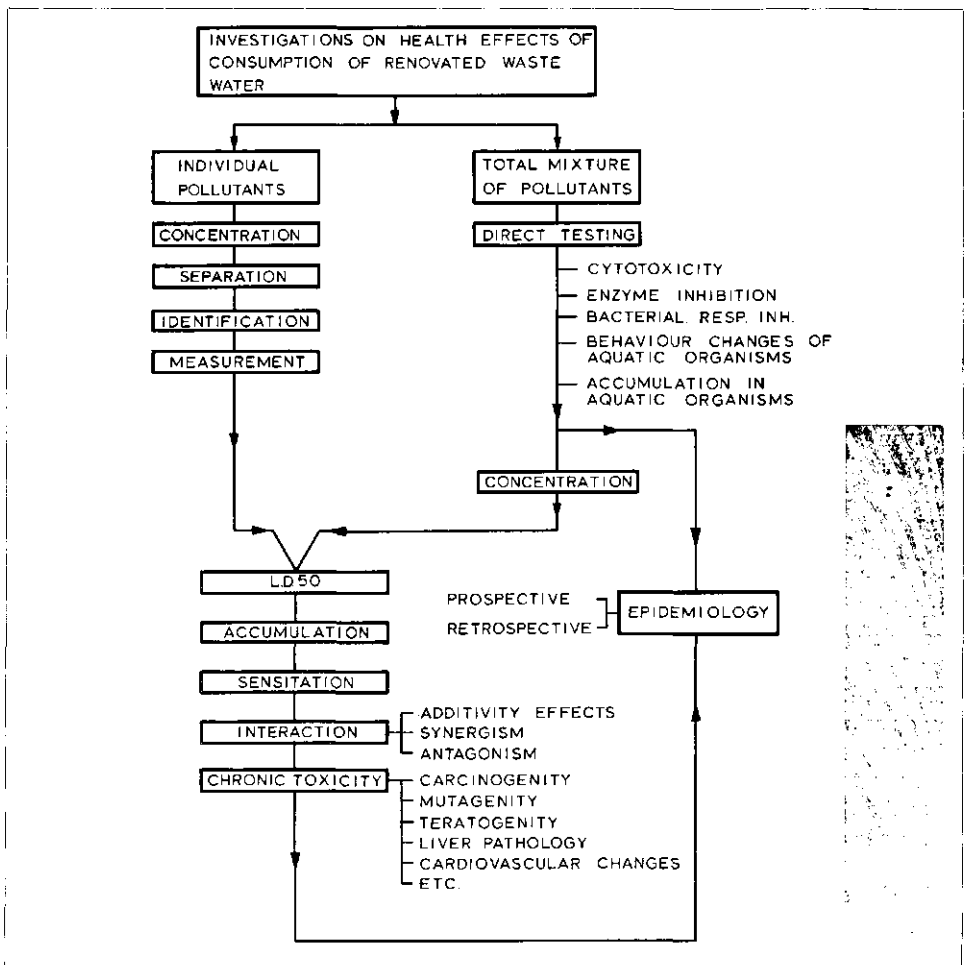 INVESTIGATIONS ON HEALTH EFFECTS OF
CONSUMPTION OF RENOVATED WASTE
WATER
INDIVIDUAL
POLLUTANTS
TOTAL MIXTURE
OF POLLUTANTS
CONCENTRATION
DIRECT TESTING
SEPARATION
CYTOTOXICITY
ENZYME INHIBITION
IDENTIFICATION
BACTERIAL. RESP. INH.
BEHAVIOUR CHANGES OF
AQUATIC ORGANISMS
MEASUREMENT
ACCUMULATION IN
AQUATIC ORGANISMS
CONCENTRATION
L.D 50
PROSPECTIVE
RETROSPECTIVE
EPIDEMIOLOGY
ACCUMULATION
SENSITATION
INTERACTION
ADDITIVITY EFFECTS
SYNERGISM
ANTAGONISM
CHRONIC TOXICITY
CARCINOGENITY
MUTAGENITY
TERATOGENITY
LIVER PATHOLOGY
CARDIOVASCULAR CHANGES
ETC.